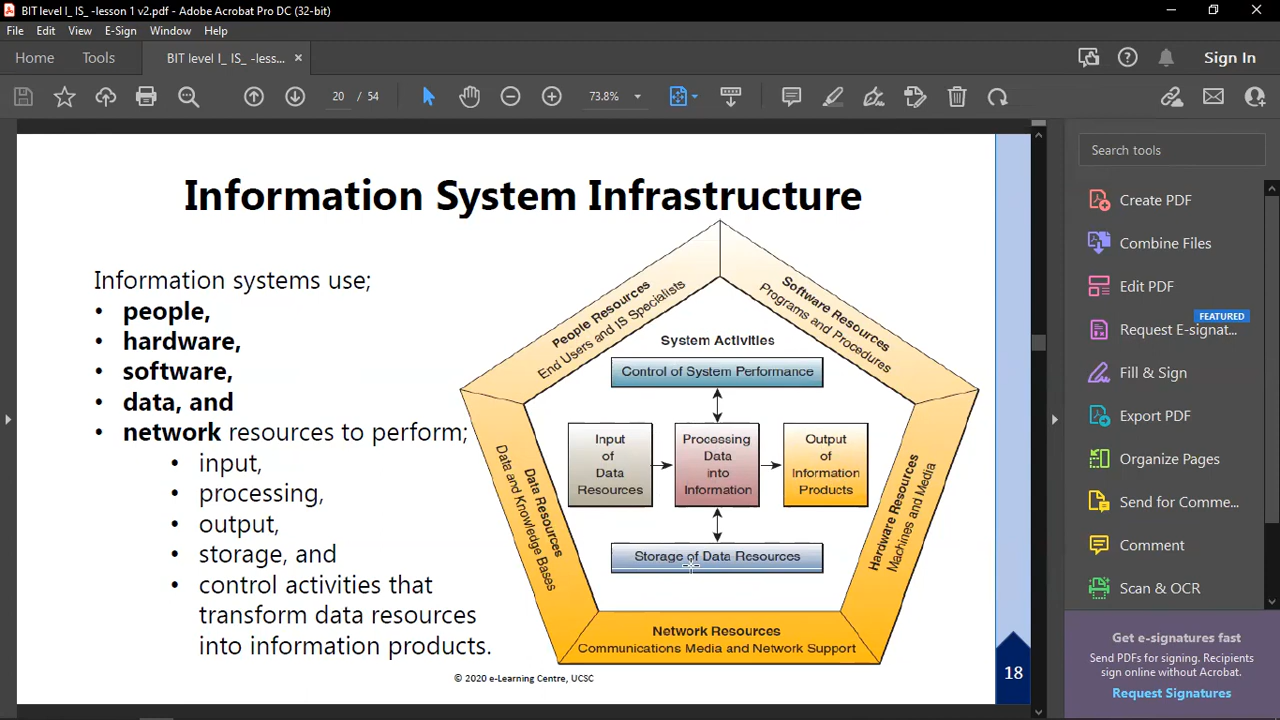 BIT level I_ IS_ -lesson 1 v2.pdf - Adobe Acrobat Pro DC (32-bit)
File Edit View E-Sign Window Help
Home Tools BIT level I_ IS_ -less... × Sign In
20 / 54 73.8%
Information System Infrastructure
Information systems use;
• people,
• hardware,
• software,
• data, and
• network resources to perform;
• input,
• processing,
• output,
• storage, and
• control activities that
transform data resources
into information products.
People Resources
End Users and IS Specialists
Software Resources
Programs and Procedures
System Activities
Control of System Performance
Input
of
Data
Resources
Processing
Data
into
Information
Output
of
Information
Products
Storage of Data Resources
Data Resources
Data and Knowledge Bases
Hardware Resources
Machines and Media
Network Resources
Communications Media and Network Support
© 2020 e-Learning Centre, UCSC
18
Search tools
Create PDF
Combine Files
Edit PDF
FEATURED
Request E-signat...
Fill & Sign
Export PDF
Organize Pages
Send for Comme...
Comment
Scan & OCR
Get e-signatures fast
Send PDFs for signing. Recipients
sign online without Acrobat.
Request Signatures